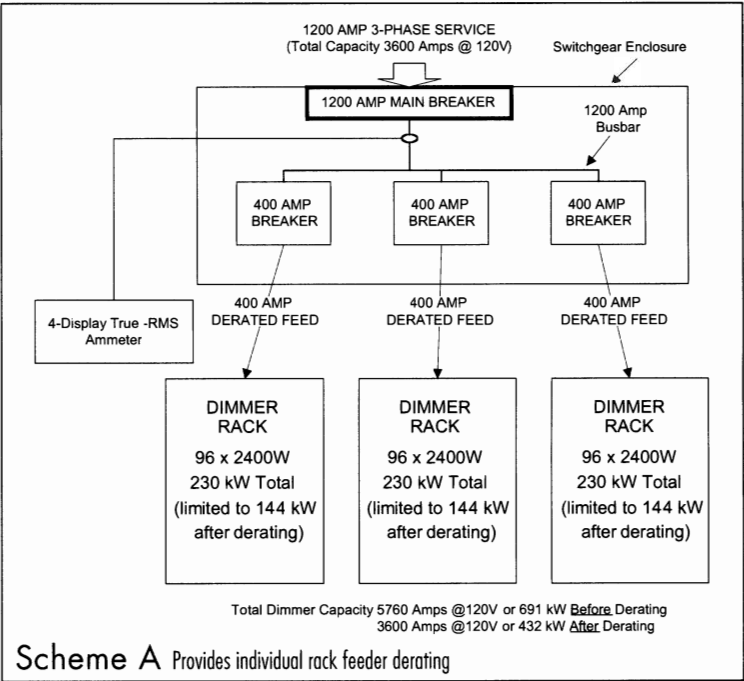 1200 AMP 3-PHASE SERVICE
(Total Capacity 3600 Amps @ 120V)
Switchgear Enclosure
1200 AMP MAIN BREAKER
1200 Amp
Busbar
400 AMP
BREAKER
400 AMP
BREAKER
400 AMP
BREAKER
4-Display True -RMS
Ammeter
400 AMP
DERATED FEED
400 AMP
DERATED FEED
400 AMP
DERATED FEED
DIMMER
RACK
96 x 2400W
230 kW Total
(limited to 144 kW
after derating)
DIMMER
RACK
96 x 2400W
230 kW Total
(limited to 144 kW
after derating)
DIMMER
RACK
96 x 2400W
230 kW Total
(limited to 144 kW
after derating)
Total Dimmer Capacity 5760 Amps @120V or 691 kW Before Derating
3600 Amps @120V or 432 kW After Derating
Scheme A Provides individual rack feeder derating